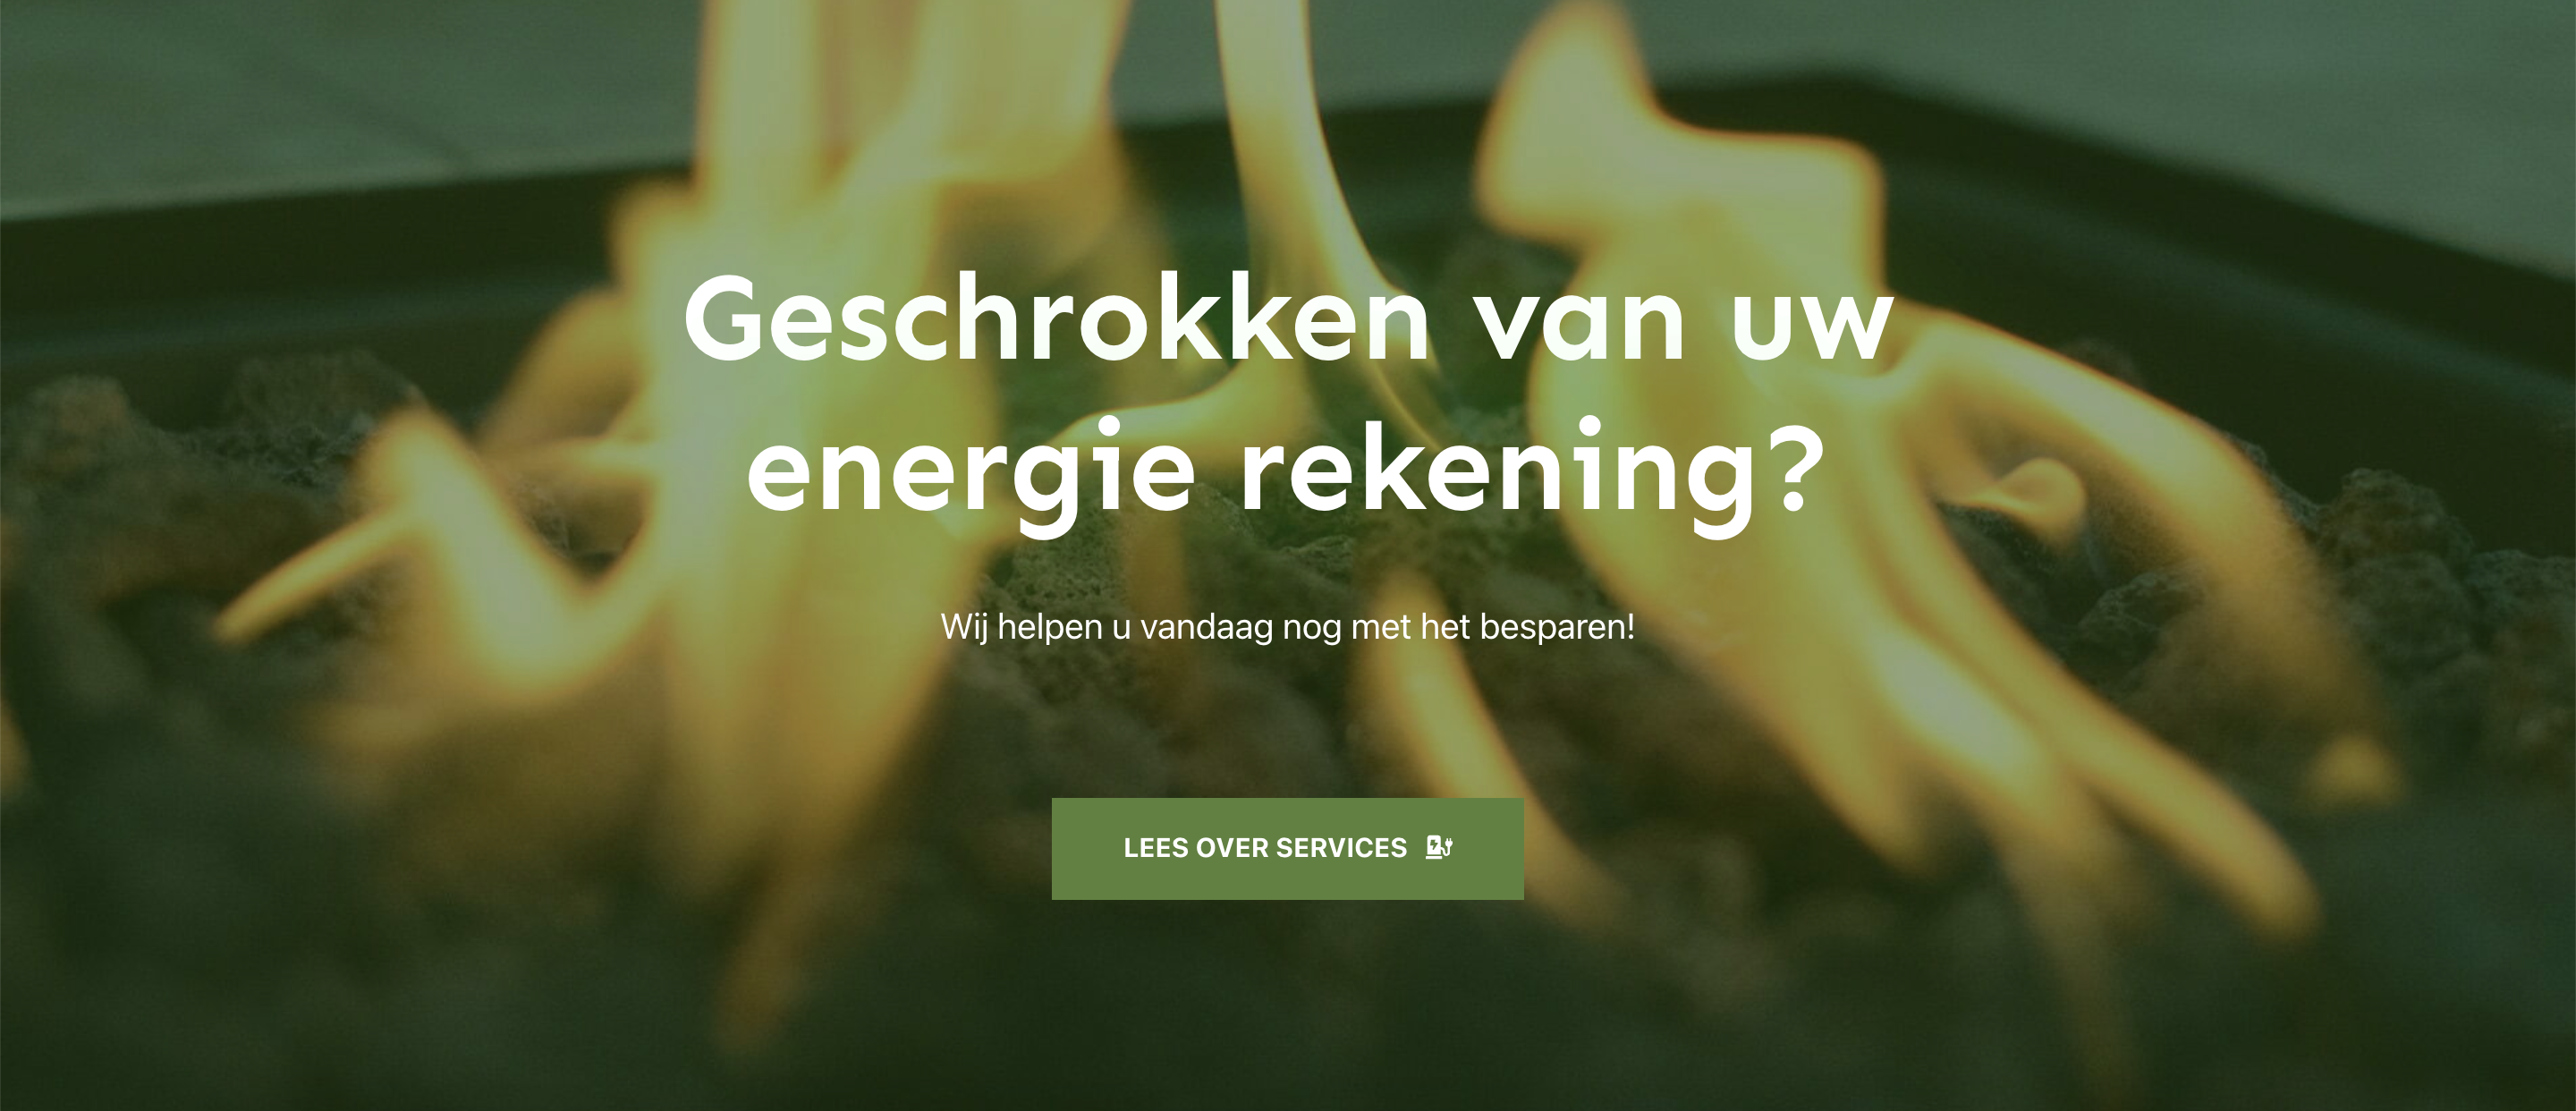 Geschrokken van uw
energie rekening?
Wij helpen u vandaag nog met het besparen!
LEES OVER SERVICES